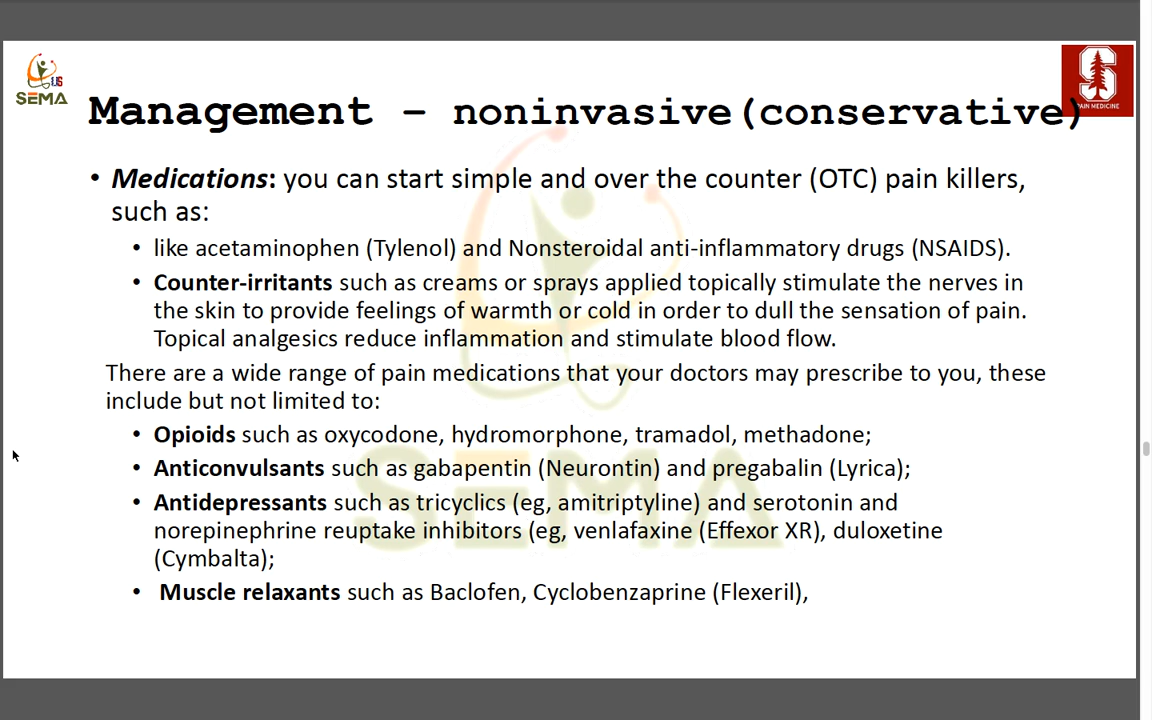 US
SEMA
PAIN MEDICINE
Management – noninvasive(conservative)
• Medications: you can start simple and over the counter (OTC) pain killers,
such as:
• like acetaminophen (Tylenol) and Nonsteroidal anti-inflammatory drugs (NSAIDS).
• Counter-irritants such as creams or sprays applied topically stimulate the nerves in
the skin to provide feelings of warmth or cold in order to dull the sensation of pain.
Topical analgesics reduce inflammation and stimulate blood flow.
There are a wide range of pain medications that your doctors may prescribe to you, these
include but not limited to:
• Opioids such as oxycodone, hydromorphone, tramadol, methadone;
• Anticonvulsants such as gabapentin (Neurontin) and pregabalin (Lyrica);
• Antidepressants such as tricyclics (eg, amitriptyline) and serotonin and
norepinephrine reuptake inhibitors (eg, venlafaxine (Effexor XR), duloxetine
(Cymbalta);
• Muscle relaxants such as Baclofen, Cyclobenzaprine (Flexeril),
SEMA